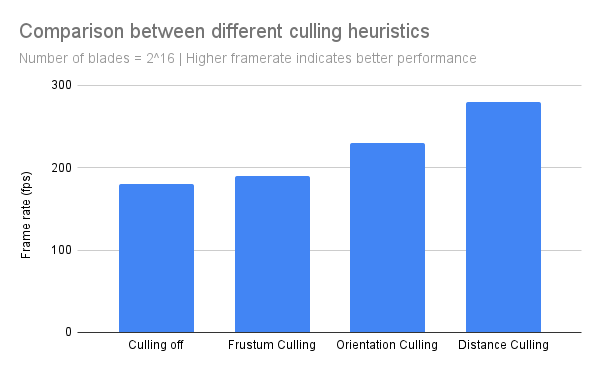 Comparison between different culling heuristics
Number of blades = 2^16 | Higher framerate indicates better performance
300
200
100
0
Frame rate (fps)
Culling off
Frustum Culling
Orientation Culling
Distance Culling